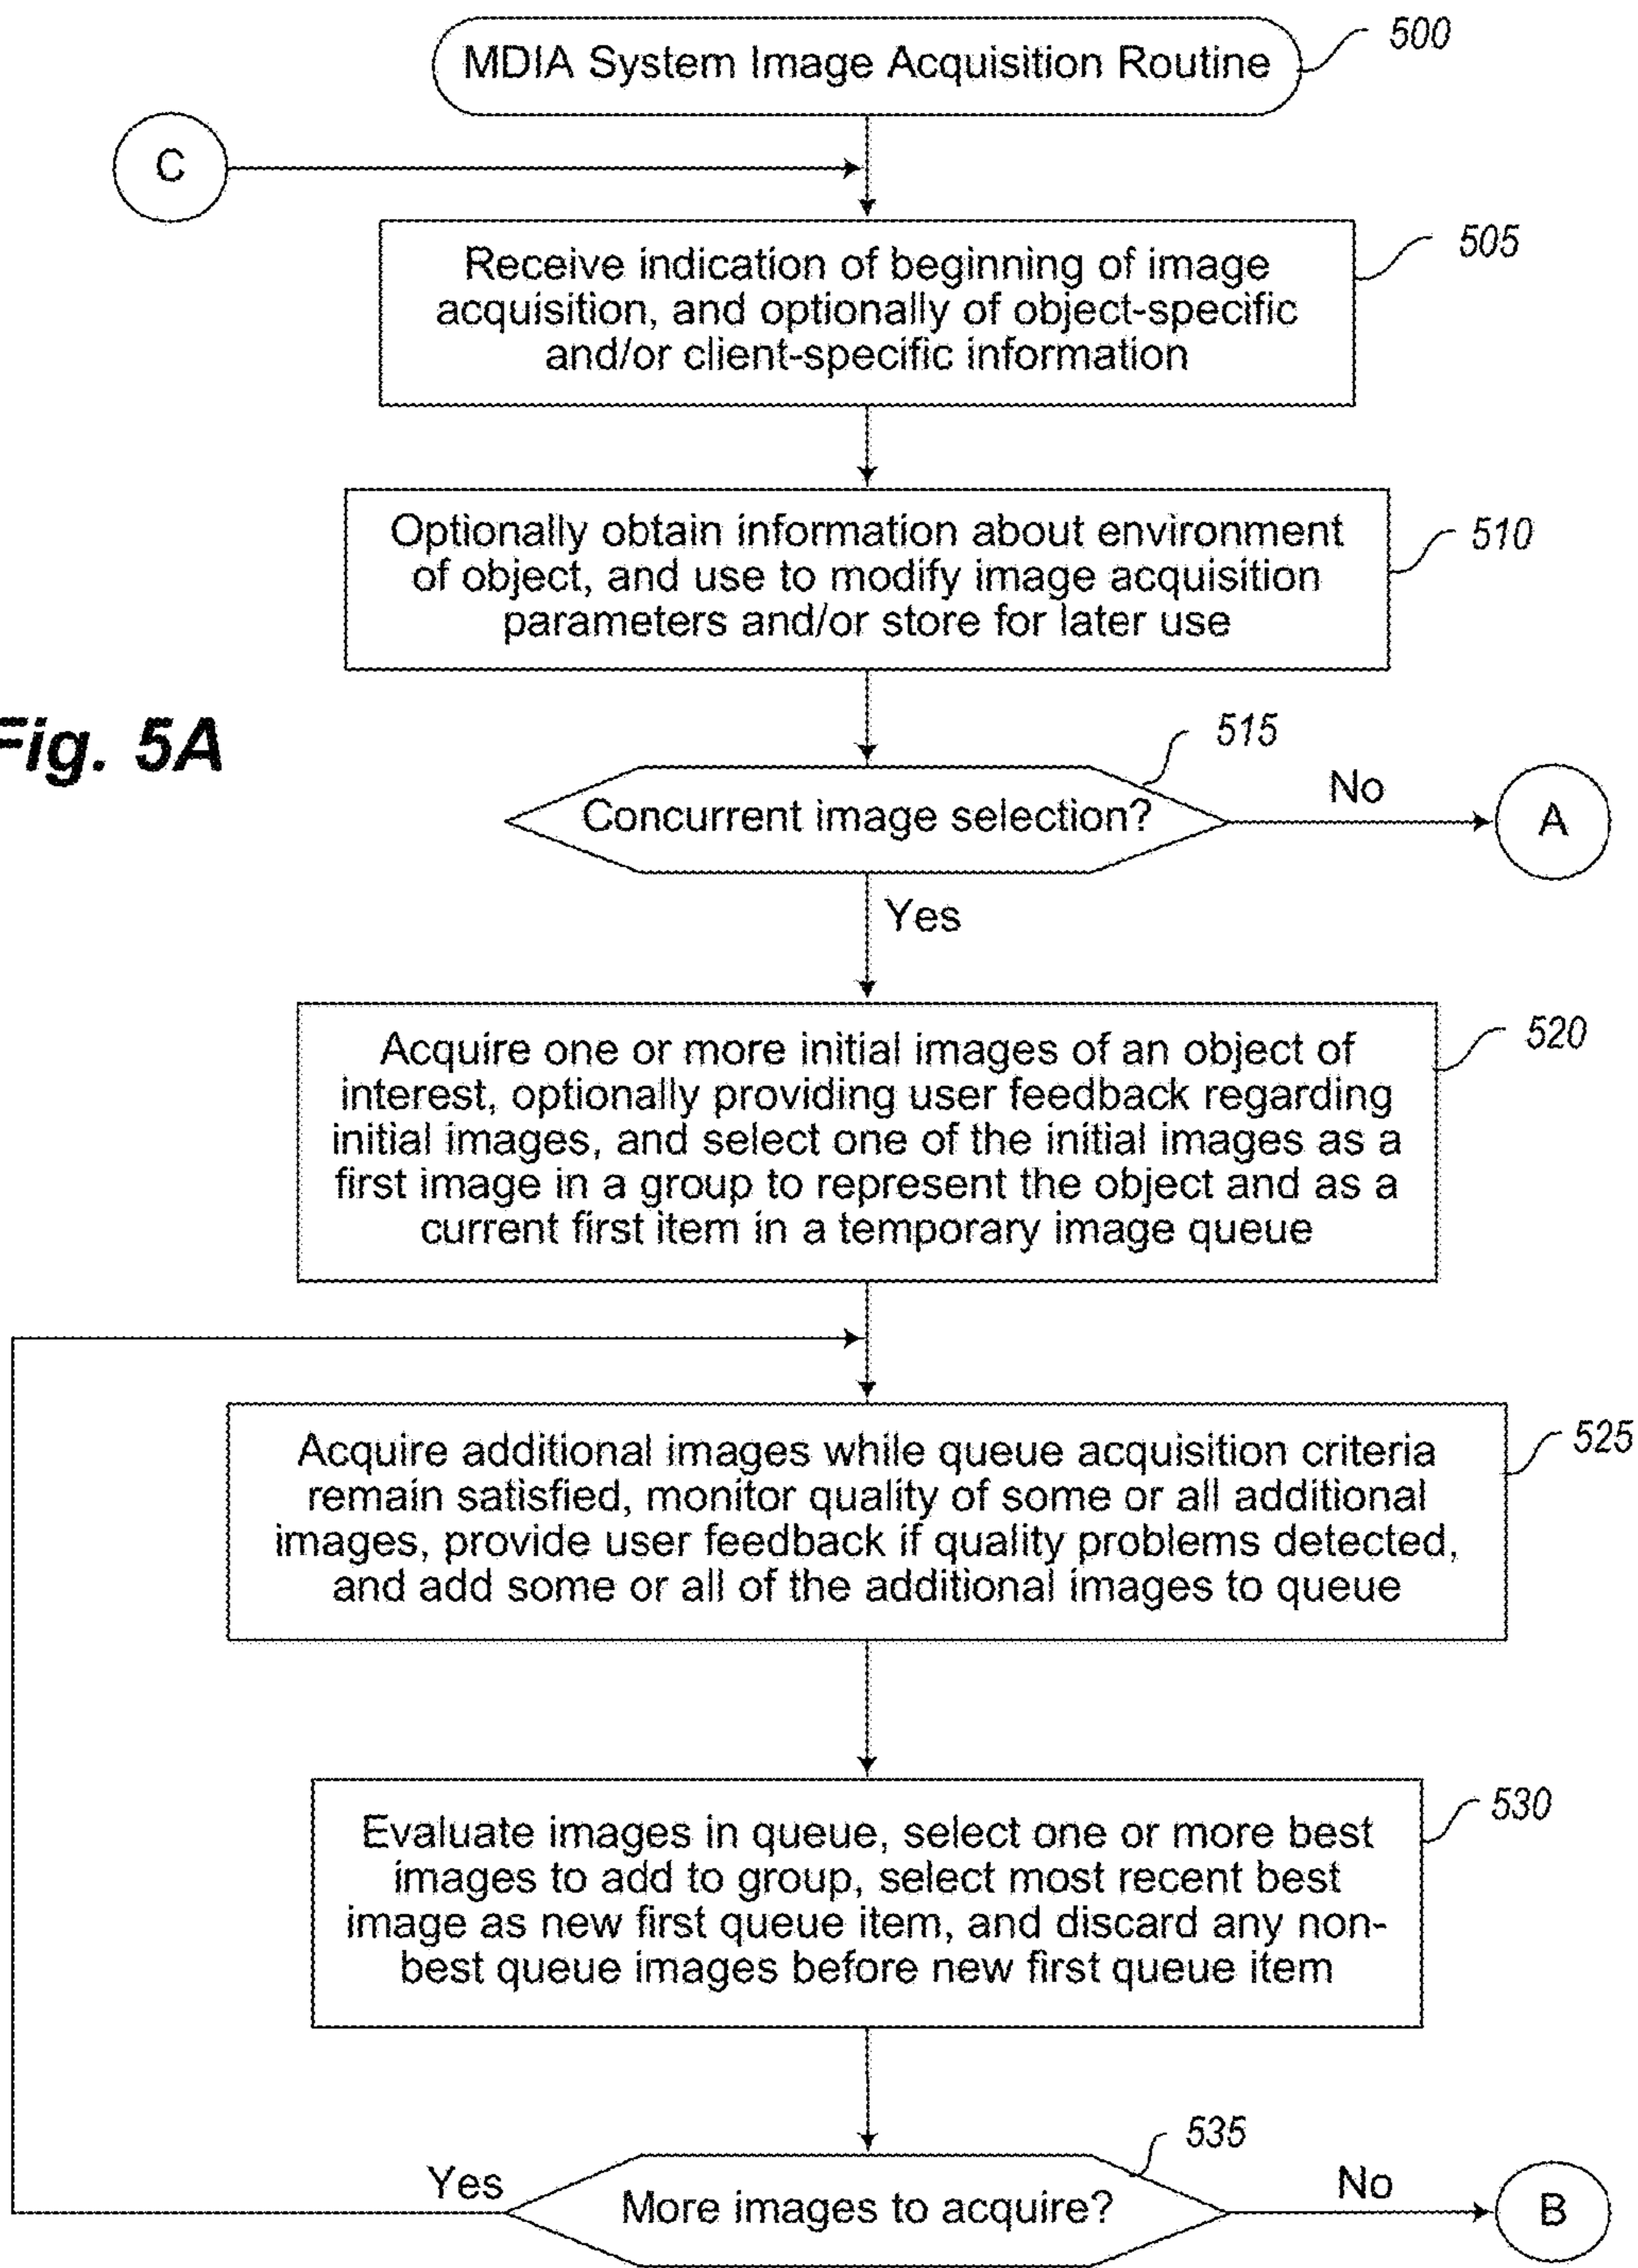 MDIA System Image Acquisition Routine
500
C
Receive indication of beginning of image
acquisition, and optionally of object-specific
and/or client-specific information
505
Optionally obtain information about environment
of object, and use to modify image acquisition
parameters and/or store for later use
510
Fig. 5A
515
Concurrent image selection?
No
A
Yes
Acquire one or more initial images of an object of
interest, optionally providing user feedback regarding
initial images, and select one of the initial images as a
first image in a group to represent the object and as a
current first item in a temporary image queue
520
Acquire additional images while queue acquisition criteria
remain satisfied, monitor quality of some or all additional
images, provide user feedback if quality problems detected,
and add some or all of the additional images to queue
525
Evaluate images in queue, select one or more best
images to add to group, select most recent best
image as new first queue item, and discard any non-
best queue images before new first queue item
530
535
Yes
More images to acquire?
No
B